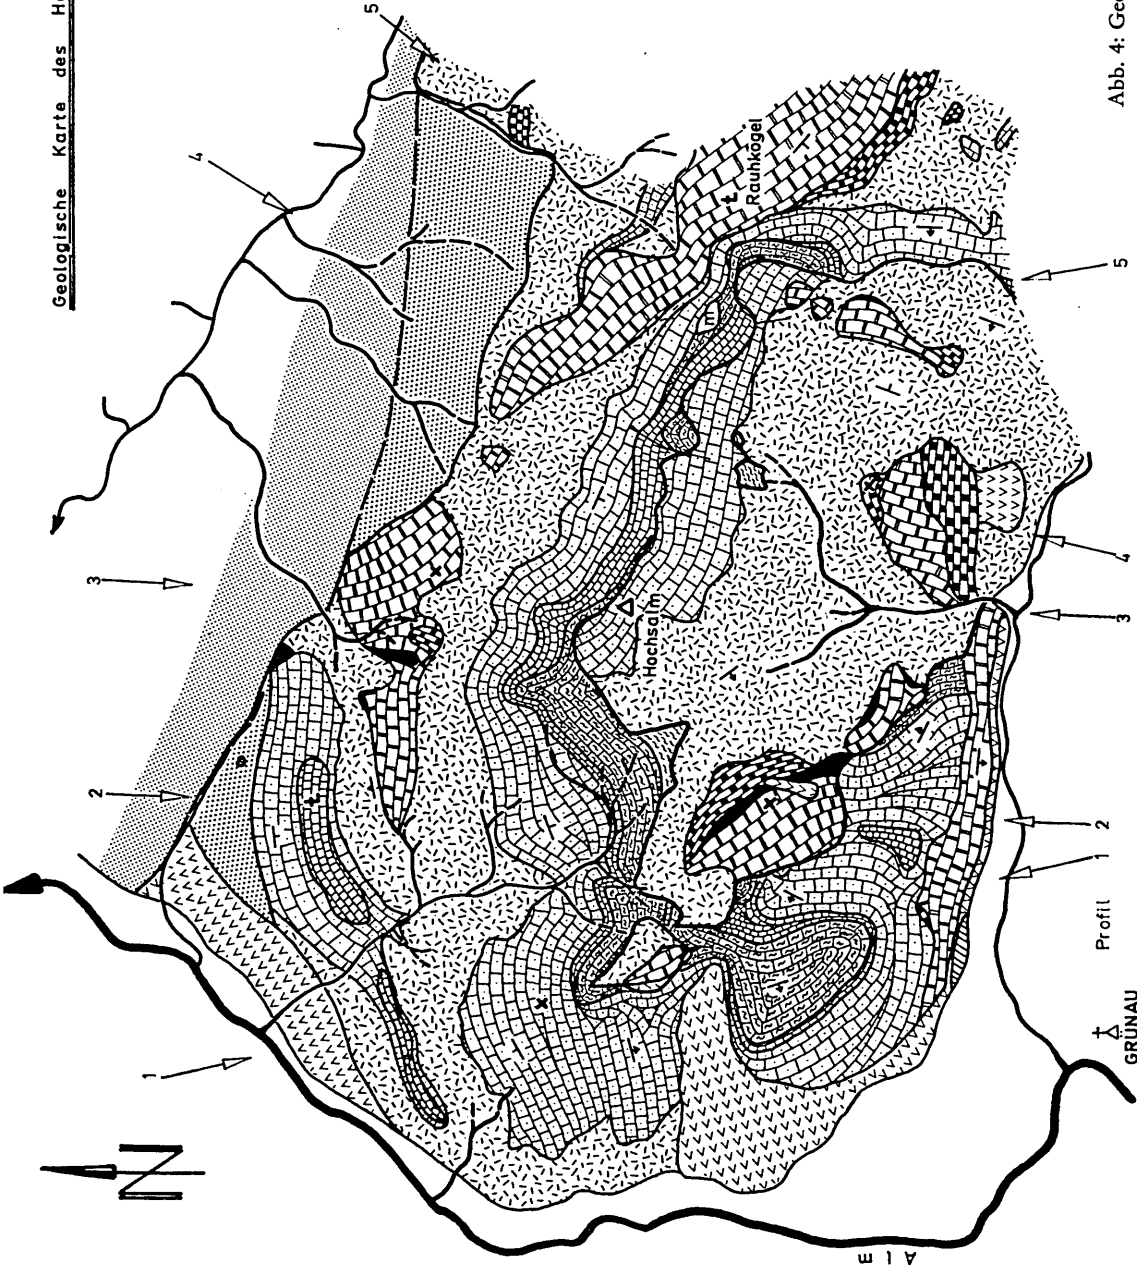 Geologische Karte des H
Abb. 4: Geo
5
4
3
2
1
N
Rauhkogel
t
m
Hochsalm
t
5
4
3
2
1
Profil
GRÜNAU
Alm